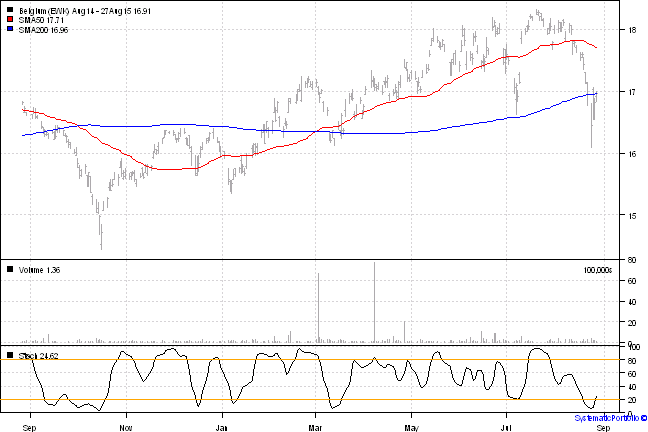 Belgium (EWK) Aug 14 - 27 Aug 15 16.91
SMA50 17.71
SMA200 16.96
18
17
16
15
Volume 1.36
100,000s
80
60
40
20
0
Stoch 24.62
100
80
60
40
20
0
Sep Nov Jan Mar May Jul Sep
SystematicPortfolio ©